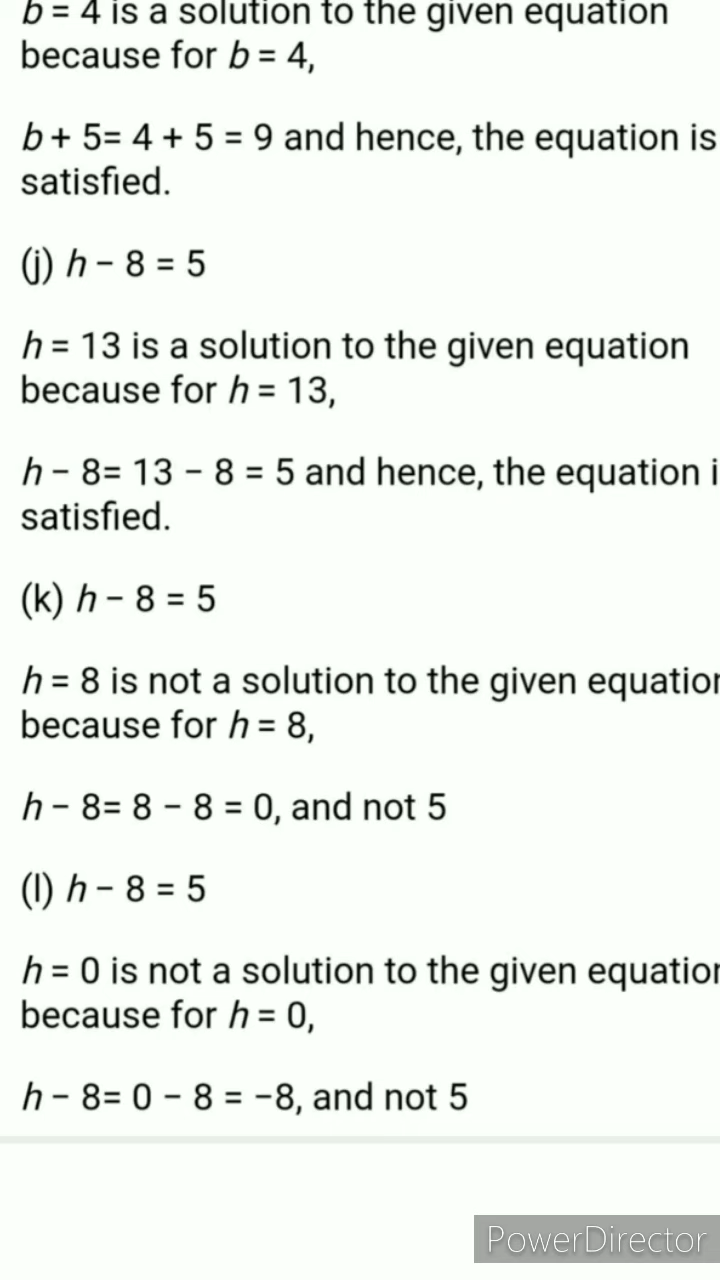 b = 4 is a solution to the given equation
because for b = 4,
b + 5= 4 + 5 = 9 and hence, the equation is
satisfied.
(j) h − 8 = 5
h = 13 is a solution to the given equation
because for h = 13,
h − 8= 13 − 8 = 5 and hence, the equation i
satisfied.
(k) h − 8 = 5
h = 8 is not a solution to the given equation
because for h = 8,
h − 8= 8 − 8 = 0, and not 5
(l) h − 8 = 5
h = 0 is not a solution to the given equation
because for h = 0,
h − 8= 0 − 8 = −8, and not 5
PowerDirector